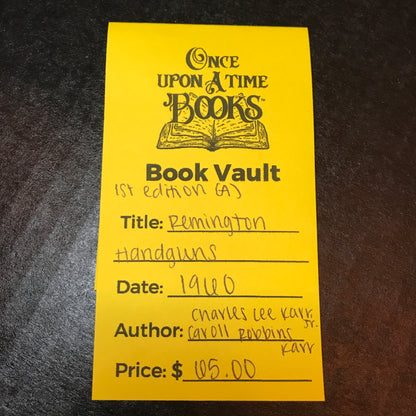 Once
Upon A Time
Books™
Book Vault
1st edition (A)
Title: Remington
Handguns
Date: 1960
Charles Lee Karr Jr.
Author: Caroll Robbins
Karr
Price: $ 65.00